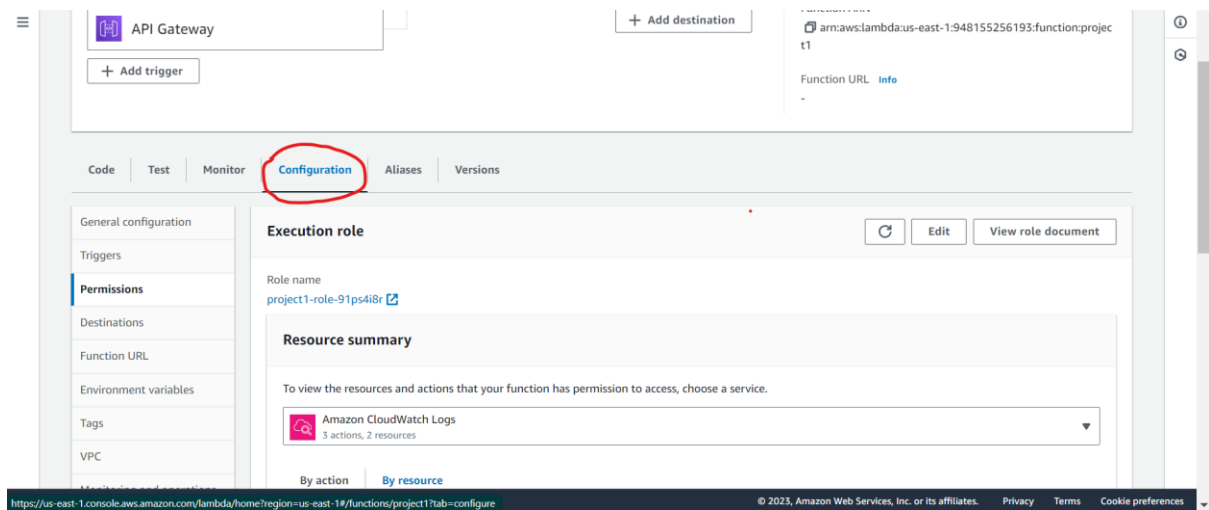 Function ARN
API Gateway
+ Add destination
arn:aws:lambda:us-east-1:948155256193:function:projec
t1
+ Add trigger
Function URL Info
-
Code Test Monitor Configuration Aliases Versions
General configuration
Triggers
Permissions
Destinations
Function URL
Environment variables
Tags
VPC
Monitoring and operations
Execution role
Edit
View role document
Role name
project1-role-91ps4i8r
Resource summary
To view the resources and actions that your function has permission to access, choose a service.
Amazon CloudWatch Logs
3 actions, 2 resources
By action By resource
https://us-east-1.console.aws.amazon.com/lambda/home?region=us-east-1#/functions/project1?tab=configure
© 2023, Amazon Web Services, Inc. or its affiliates. Privacy Terms Cookie preferences